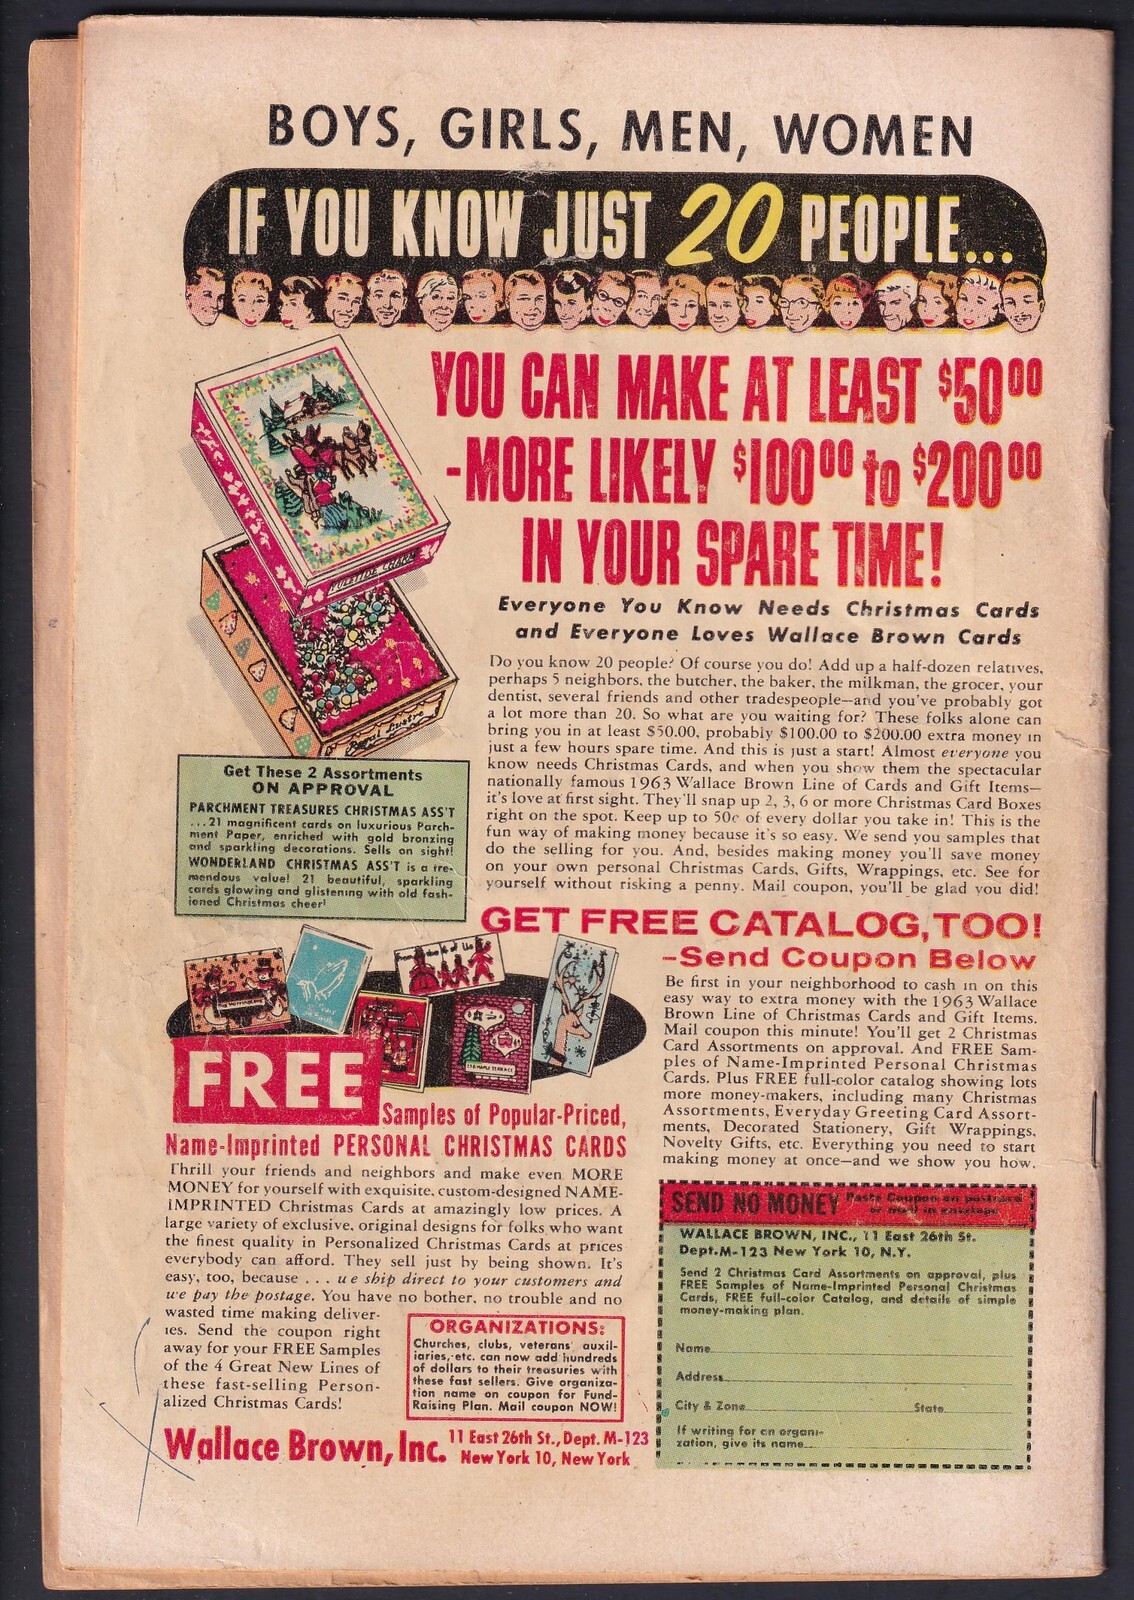 BOYS, GIRLS, MEN, WOMEN
IF YOU KNOW JUST 20 PEOPLE...
YOU CAN MAKE AT LEAST $50⁰⁰
-MORE LIKELY $100⁰⁰ to $200⁰⁰
IN YOUR SPARE TIME!
YULETIDE CHARM
Royal Lustre
Everyone You Know Needs Christmas Cards
and Everyone Loves Wallace Brown Cards
Do you know 20 people? Of course you do! Add up a half-dozen relatives,
perhaps 5 neighbors, the butcher, the baker, the milkman, the grocer, your
dentist, several friends and other tradespeople—and you've probably got
a lot more than 20. So what are you waiting for? These folks alone can
bring you in at least $50.00, probably $100.00 to $200.00 extra money in
just a few hours spare time. And this is just a start! Almost everyone you
know needs Christmas Cards, and when you show them the spectacular
nationally famous 1963 Wallace Brown Line of Cards and Gift Items—
it's love at first sight. They'll snap up 2, 3, 6 or more Christmas Card Boxes
right on the spot. Keep up to 50c of every dollar you take in! This is the
fun way of making money because it's so easy. We send you samples that
do the selling for you. And, besides making money you'll save money
on your own personal Christmas Cards, Gifts, Wrappings, etc. See for
yourself without risking a penny. Mail coupon, you'll be glad you did!
Get These 2 Assortments
ON APPROVAL
PARCHMENT TREASURES CHRISTMAS ASS'T
...21 magnificent cards on luxurious Parch-
ment Paper, enriched with gold bronzing
and sparkling decorations. Sells on sight!
WONDERLAND CHRISTMAS ASS'T is a tre-
mendous value! 21 beautiful, sparkling
cards glowing and glistening with old fash-
ioned Christmas cheer!
GET FREE CATALOG, TOO!
-Send Coupon Below
Be first in your neighborhood to cash in on this
easy way to extra money with the 1963 Wallace
Brown Line of Christmas Cards and Gift Items.
Mail coupon this minute! You'll get 2 Christmas
Card Assortments on approval. And FREE Sam-
ples of Name-Imprinted Personal Christmas
Cards. Plus FREE full-color catalog showing lots
more money-makers, including many Christmas
Assortments, Everyday Greeting Card Assort-
ments, Decorated Stationery, Gift Wrappings,
Novelty Gifts, etc. Everything you need to start
making money at once—and we show you how.
FREE
Samples of Popular-Priced,
Name-Imprinted PERSONAL CHRISTMAS CARDS
Thrill your friends and neighbors and make even MORE
MONEY for yourself with exquisite, custom-designed NAME-
IMPRINTED Christmas Cards at amazingly low prices. A
large variety of exclusive, original designs for folks who want
the finest quality in Personalized Christmas Cards at prices
everybody can afford. They sell just by being shown. It's
easy, too, because ... we ship direct to your customers and
we pay the postage. You have no bother, no trouble and no
wasted time making deliver-
ies. Send the coupon right
away for your FREE Samples
of the 4 Great New Lines of
these fast-selling Person-
alized Christmas Cards!
ORGANIZATIONS:
Churches, clubs, veterans' auxil-
iaries, etc. can now add hundreds
of dollars to their treasuries with
these fast sellers. Give organiza-
tion name on coupon for Fund-
Raising Plan. Mail coupon NOW!
Wallace Brown, Inc. 11 East 26th St., Dept. M-123
New York 10, New York
SEND NO MONEY Paste Coupon on postcard
or mail in envelope
WALLACE BROWN, INC., 11 East 26th St.
Dept. M-123 New York 10, N.Y.
Send 2 Christmas Card Assortments on approval, plus
FREE Samples of Name-Imprinted Personal Christmas
Cards, FREE full-color Catalog, and details of simple
money-making plan.
Name
Address
City & Zone State
If writing for an organi-
zation, give its name